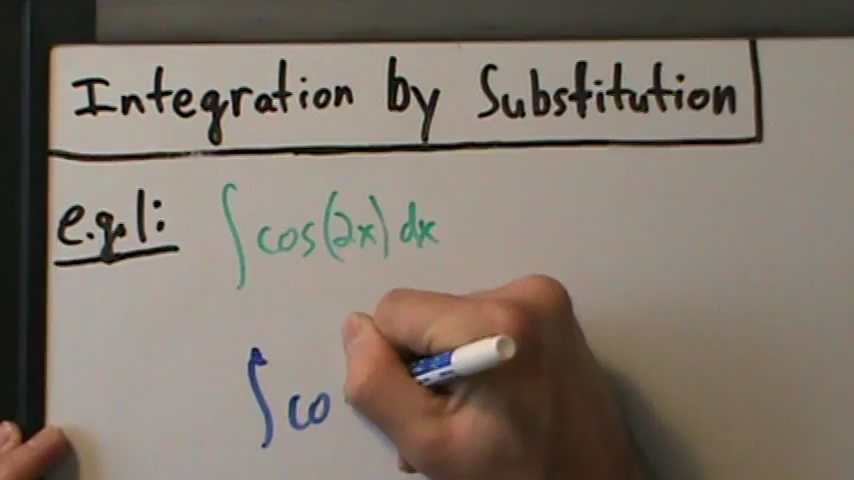 Integration by Substitution
e.g.1: ∫ cos(2x) dx
∫ co